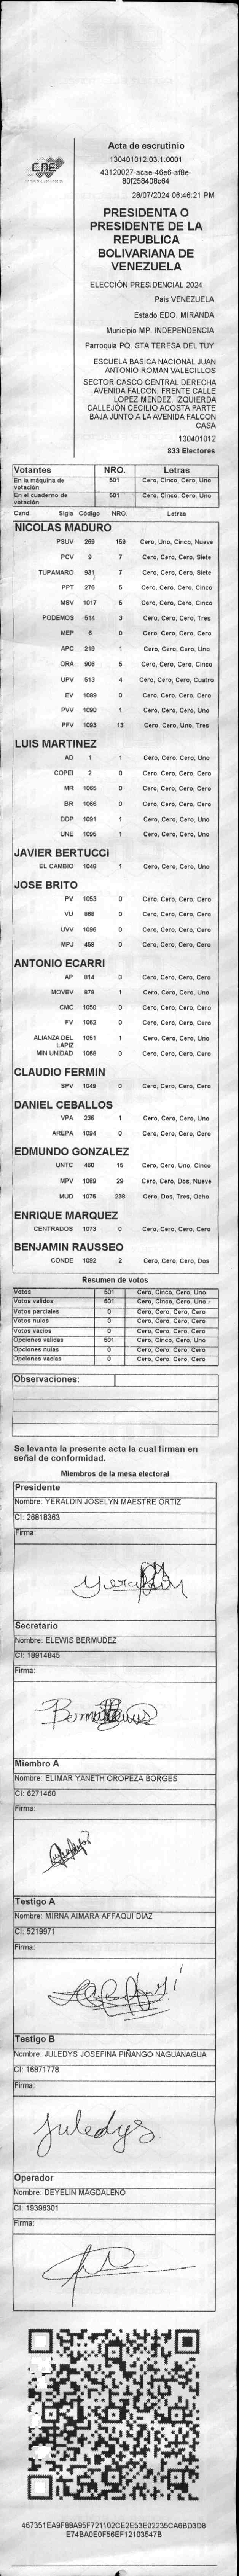 CNE
Acta de escrutinio
130401012.03.1.0001
43120027-acae-46e6-af8e-
80f258408c64
28/07/2024 06:46:21 PM
PRESIDENTA O
PRESIDENTE DE LA
REPUBLICA
BOLIVARIANA DE
VENEZUELA
ELECCIÓN PRESIDENCIAL 2024
País VENEZUELA
Estado EDO. MIRANDA
Municipio MP. INDEPENDENCIA
Parroquia PQ. STA TERESA DEL TUY
ESCUELA BASICA NACIONAL JUAN
ANTONIO ROMAN VALECILLOS
SECTOR CASCO CENTRAL DERECHA
AVENIDA FALCON. FRENTE CALLE
LOPEZ MENDEZ. IZQUIERDA
CALLEJÓN CECILIO ACOSTA PARTE
BAJA JUNTO A LA AVENIDA FALCON
CASA
130401012
833 Electores
Votantes NRO. Letras
En la máquina de votación 501 Cero, Cinco, Cero, Uno
En el cuaderno de votación 501 Cero, Cinco, Cero, Uno
Cand. Sigla Código NRO. Letras
NICOLAS MADURO
PSUV 269 159 Cero, Uno, Cinco, Nueve
PCV 9 7 Cero, Cero, Cero, Siete
TUPAMARO 931 7 Cero, Cero, Cero, Siete
PPT 276 5 Cero, Cero, Cero, Cinco
MSV 1017 5 Cero, Cero, Cero, Cinco
PODEMOS 514 3 Cero, Cero, Cero, Tres
MEP 6 0 Cero, Cero, Cero, Cero
APC 219 1 Cero, Cero, Cero, Uno
ORA 906 5 Cero, Cero, Cero, Cinco
UPV 513 4 Cero, Cero, Cero, Cuatro
EV 1089 0 Cero, Cero, Cero, Cero
PVV 1090 1 Cero, Cero, Cero, Uno
PFV 1093 13 Cero, Cero, Uno, Tres
LUIS MARTINEZ
AD 1 1 Cero, Cero, Cero, Uno
COPEI 2 0 Cero, Cero, Cero, Cero
MR 1065 0 Cero, Cero, Cero, Cero
BR 1066 0 Cero, Cero, Cero, Cero
DDP 1091 1 Cero, Cero, Cero, Uno
UNE 1095 1 Cero, Cero, Cero, Uno
JAVIER BERTUCCI
EL CAMBIO 1048 1 Cero, Cero, Cero, Uno
JOSE BRITO
PV 1053 0 Cero, Cero, Cero, Cero
VU 868 0 Cero, Cero, Cero, Cero
UVV 1096 0 Cero, Cero, Cero, Cero
MPJ 458 0 Cero, Cero, Cero, Cero
ANTONIO ECARRI
AP 814 0 Cero, Cero, Cero, Cero
MOVEV 879 1 Cero, Cero, Cero, Uno
CMC 1050 0 Cero, Cero, Cero, Cero
FV 1062 0 Cero, Cero, Cero, Cero
ALIANZA DEL LAPIZ 1051 1 Cero, Cero, Cero, Uno
MIN UNIDAD 1068 0 Cero, Cero, Cero, Cero
CLAUDIO FERMIN
SPV 1049 0 Cero, Cero, Cero, Cero
DANIEL CEBALLOS
VPA 236 1 Cero, Cero, Cero, Uno
AREPA 1094 0 Cero, Cero, Cero, Cero
EDMUNDO GONZALEZ
UNTC 460 15 Cero, Cero, Uno, Cinco
MPV 1069 29 Cero, Cero, Dos, Nueve
MUD 1075 238 Cero, Dos, Tres, Ocho
ENRIQUE MARQUEZ
CENTRADOS 1073 0 Cero, Cero, Cero, Cero
BENJAMIN RAUSSEO
CONDE 1092 2 Cero, Cero, Cero, Dos
Resumen de votos
Votos 501 Cero, Cinco, Cero, Uno
Votos validos 501 Cero, Cinco, Cero, Uno
Votos parciales 0 Cero, Cero, Cero, Cero
Votos nulos 0 Cero, Cero, Cero, Cero
Votos vacios 0 Cero, Cero, Cero, Cero
Opciones validas 501 Cero, Cinco, Cero, Uno
Opciones nulas 0 Cero, Cero, Cero, Cero
Opciones vacias 0 Cero, Cero, Cero, Cero
Observaciones:
Se levanta la presente acta la cual firman en
señal de conformidad.
Miembros de la mesa electoral
Presidente
Nombre: YERALDIN JOSELYN MAESTRE ORTIZ
CI: 26818363
Firma:
Secretario
Nombre: ELEWIS BERMUDEZ
CI: 18914845
Firma:
Miembro A
Nombre: ELIMAR YANETH OROPEZA BORGES
CI: 6271460
Firma:
Testigo A
Nombre: MIRNA AIMARA AFFAQUI DIAZ
CI: 5219971
Firma:
Testigo B
Nombre: JULEDYS JOSEFINA PIÑANGO NAGUANAGUA
CI: 16871778
Firma:
Juledys
Operador
Nombre: DEYELIN MAGDALENO
CI: 19396301
Firma:
467351EA9F88A95F721102CE2E53E02235CA6BD3D8
E74BA0E0F56EF12103547B